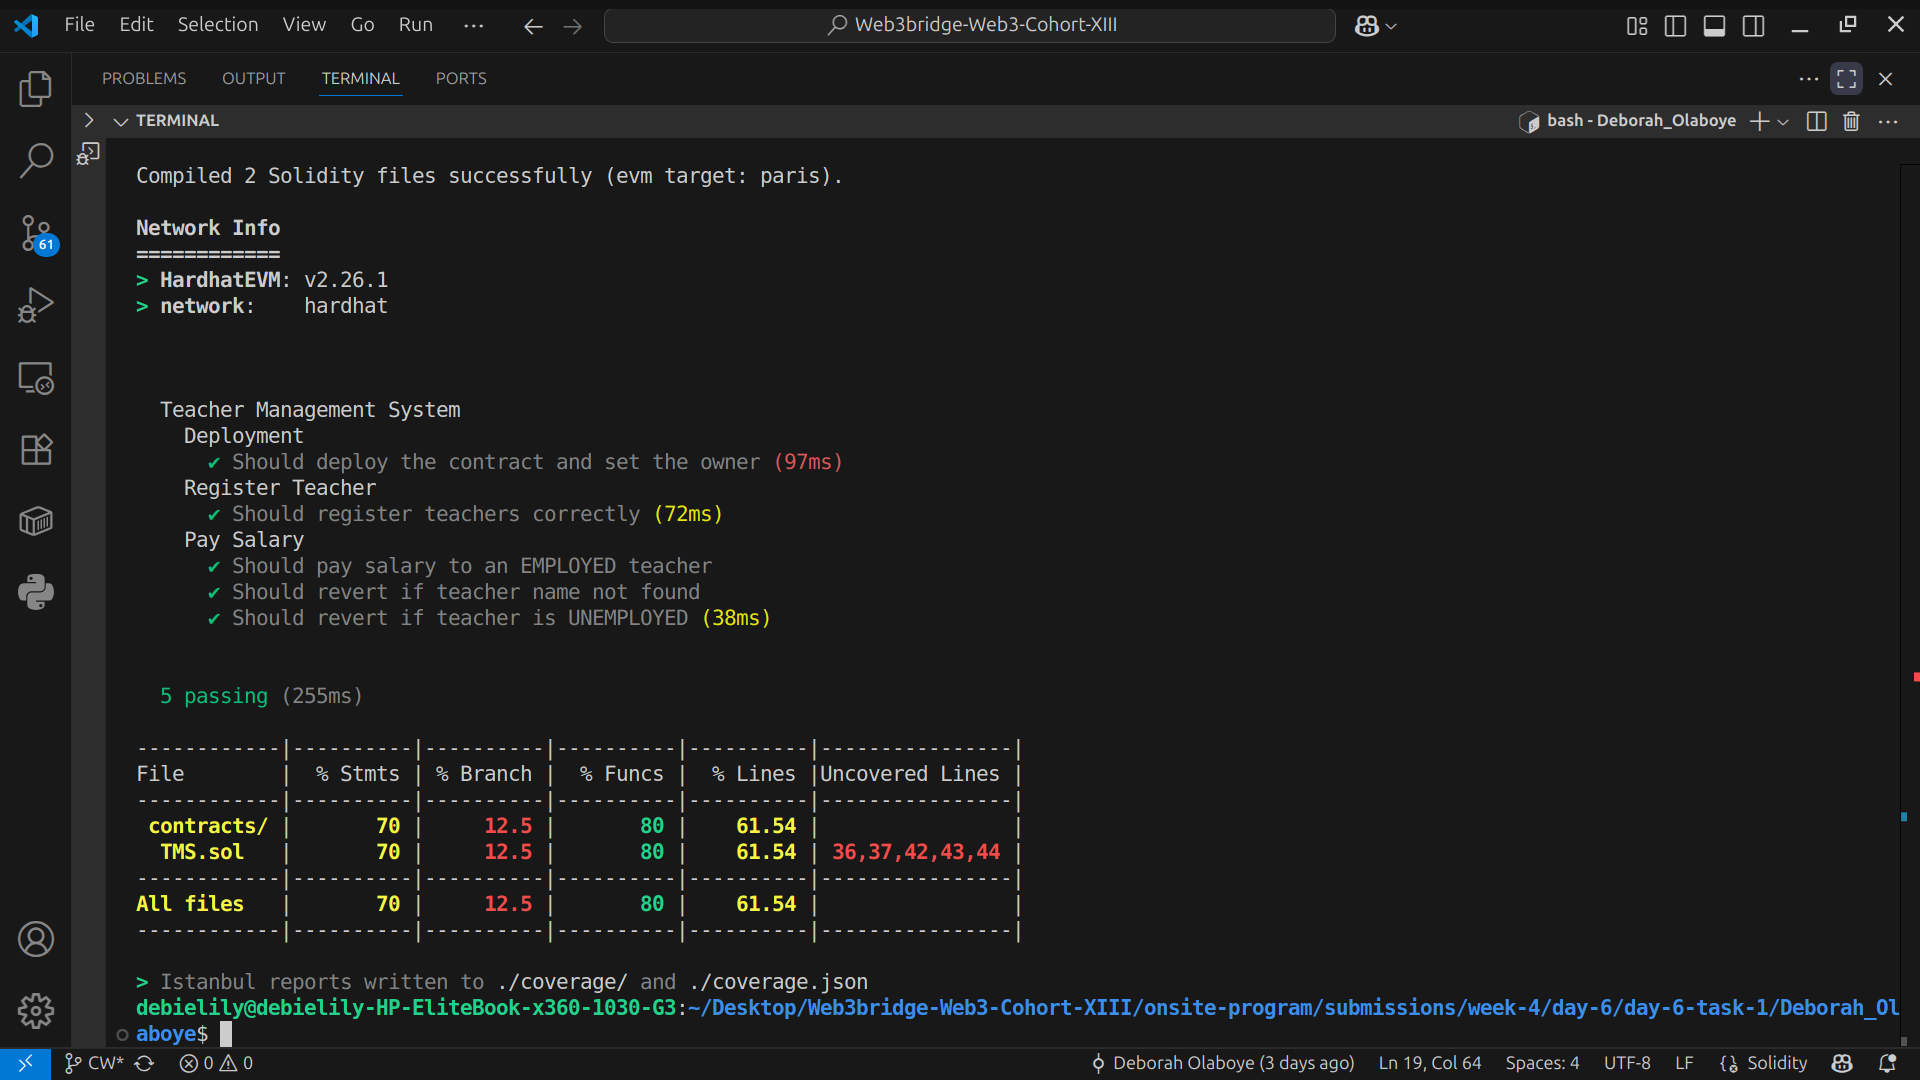 File Edit Selection View Go Run ··· Web3bridge-Web3-Cohort-XIII
PROBLEMS OUTPUT TERMINAL PORTS
TERMINAL bash - Deborah_Olaboye
Compiled 2 Solidity files successfully (evm target: paris).
Network Info
============
> HardhatEVM: v2.26.1
> network: hardhat
61
Teacher Management System
Deployment
✔ Should deploy the contract and set the owner (97ms)
Register Teacher
✔ Should register teachers correctly (72ms)
Pay Salary
✔ Should pay salary to an EMPLOYED teacher
✔ Should revert if teacher name not found
✔ Should revert if teacher is UNEMPLOYED (38ms)
5 passing (255ms)
------------|----------|----------|----------|----------|----------------|
File | % Stmts | % Branch | % Funcs | % Lines |Uncovered Lines |
------------|----------|----------|----------|----------|----------------|
contracts/ | 70 | 12.5 | 80 | 61.54 | |
TMS.sol | 70 | 12.5 | 80 | 61.54 | 36,37,42,43,44 |
------------|----------|----------|----------|----------|----------------|
All files | 70 | 12.5 | 80 | 61.54 | |
------------|----------|----------|----------|----------|----------------|
> Istanbul reports written to ./coverage/ and ./coverage.json
debielily@debielily-HP-EliteBook-x360-1030-G3:~/Desktop/Web3bridge-Web3-Cohort-XIII/onsite-program/submissions/week-4/day-6/day-6-task-1/Deborah_Ol
aboye$
CW* 0 0 Deborah Olaboye (3 days ago) Ln 19, Col 64 Spaces: 4 UTF-8 LF Solidity